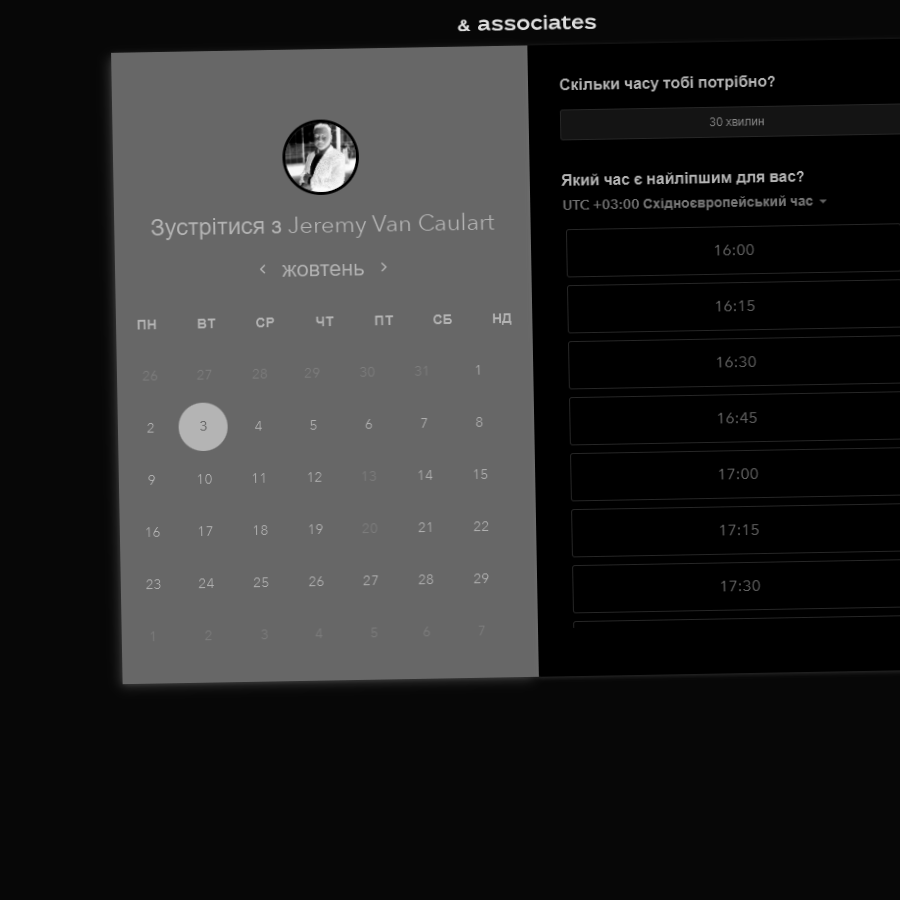 & associates
Зустрітися з Jeremy Van Caulart
жовтень
ПН ВТ СР ЧТ ПТ СБ НД
26 27 28 29 30 31 1
2 3 4 5 6 7 8
9 10 11 12 13 14 15
16 17 18 19 20 21 22
23 24 25 26 27 28 29
1 2 3 4 5 6 7
Скільки часу тобі потрібно?
30 хвилин
Який час є найліпшим для вас?
UTC +03:00 Східноєвропейський час
16:00
16:15
16:30
16:45
17:00
17:15
17:30